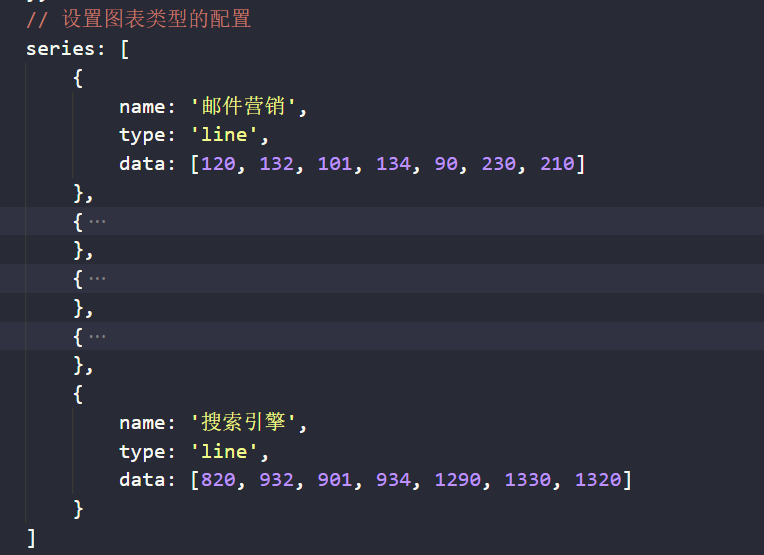 // 设置图表类型的配置
series: [
{
name: '邮件营销',
type: 'line',
data: [120, 132, 101, 134, 90, 230, 210]
},
{···
},
{···
},
{···
},
{
name: '搜索引擎',
type: 'line',
data: [820, 932, 901, 934, 1290, 1330, 1320]
}
]